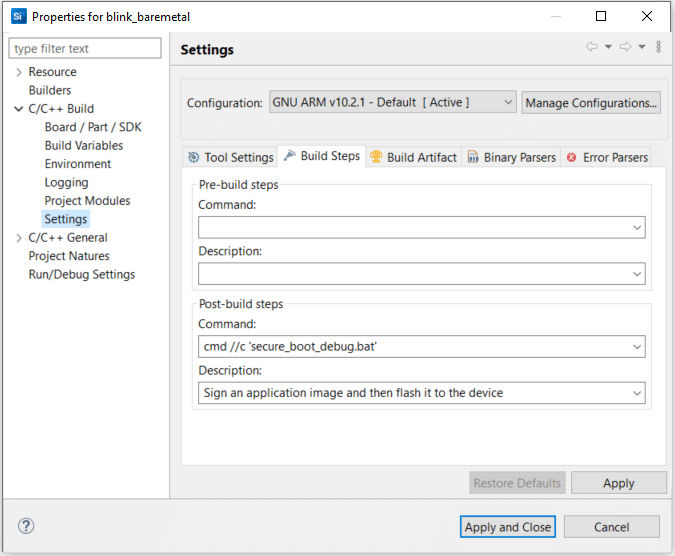 Si
Properties for blink_baremetal
type filter text
Resource
Builders
C/C++ Build
Board / Part / SDK
Build Variables
Environment
Logging
Project Modules
Settings
C/C++ General
Project Natures
Run/Debug Settings
Settings
Configuration: GNU ARM v10.2.1 - Default [ Active ] Manage Configurations...
Tool Settings Build Steps Build Artifact Binary Parsers Error Parsers
Pre-build steps
Command:
Description:
Post-build steps
Command:
cmd //c 'secure_boot_debug.bat'
Description:
Sign an application image and then flash it to the device
Restore Defaults Apply
? Apply and Close Cancel